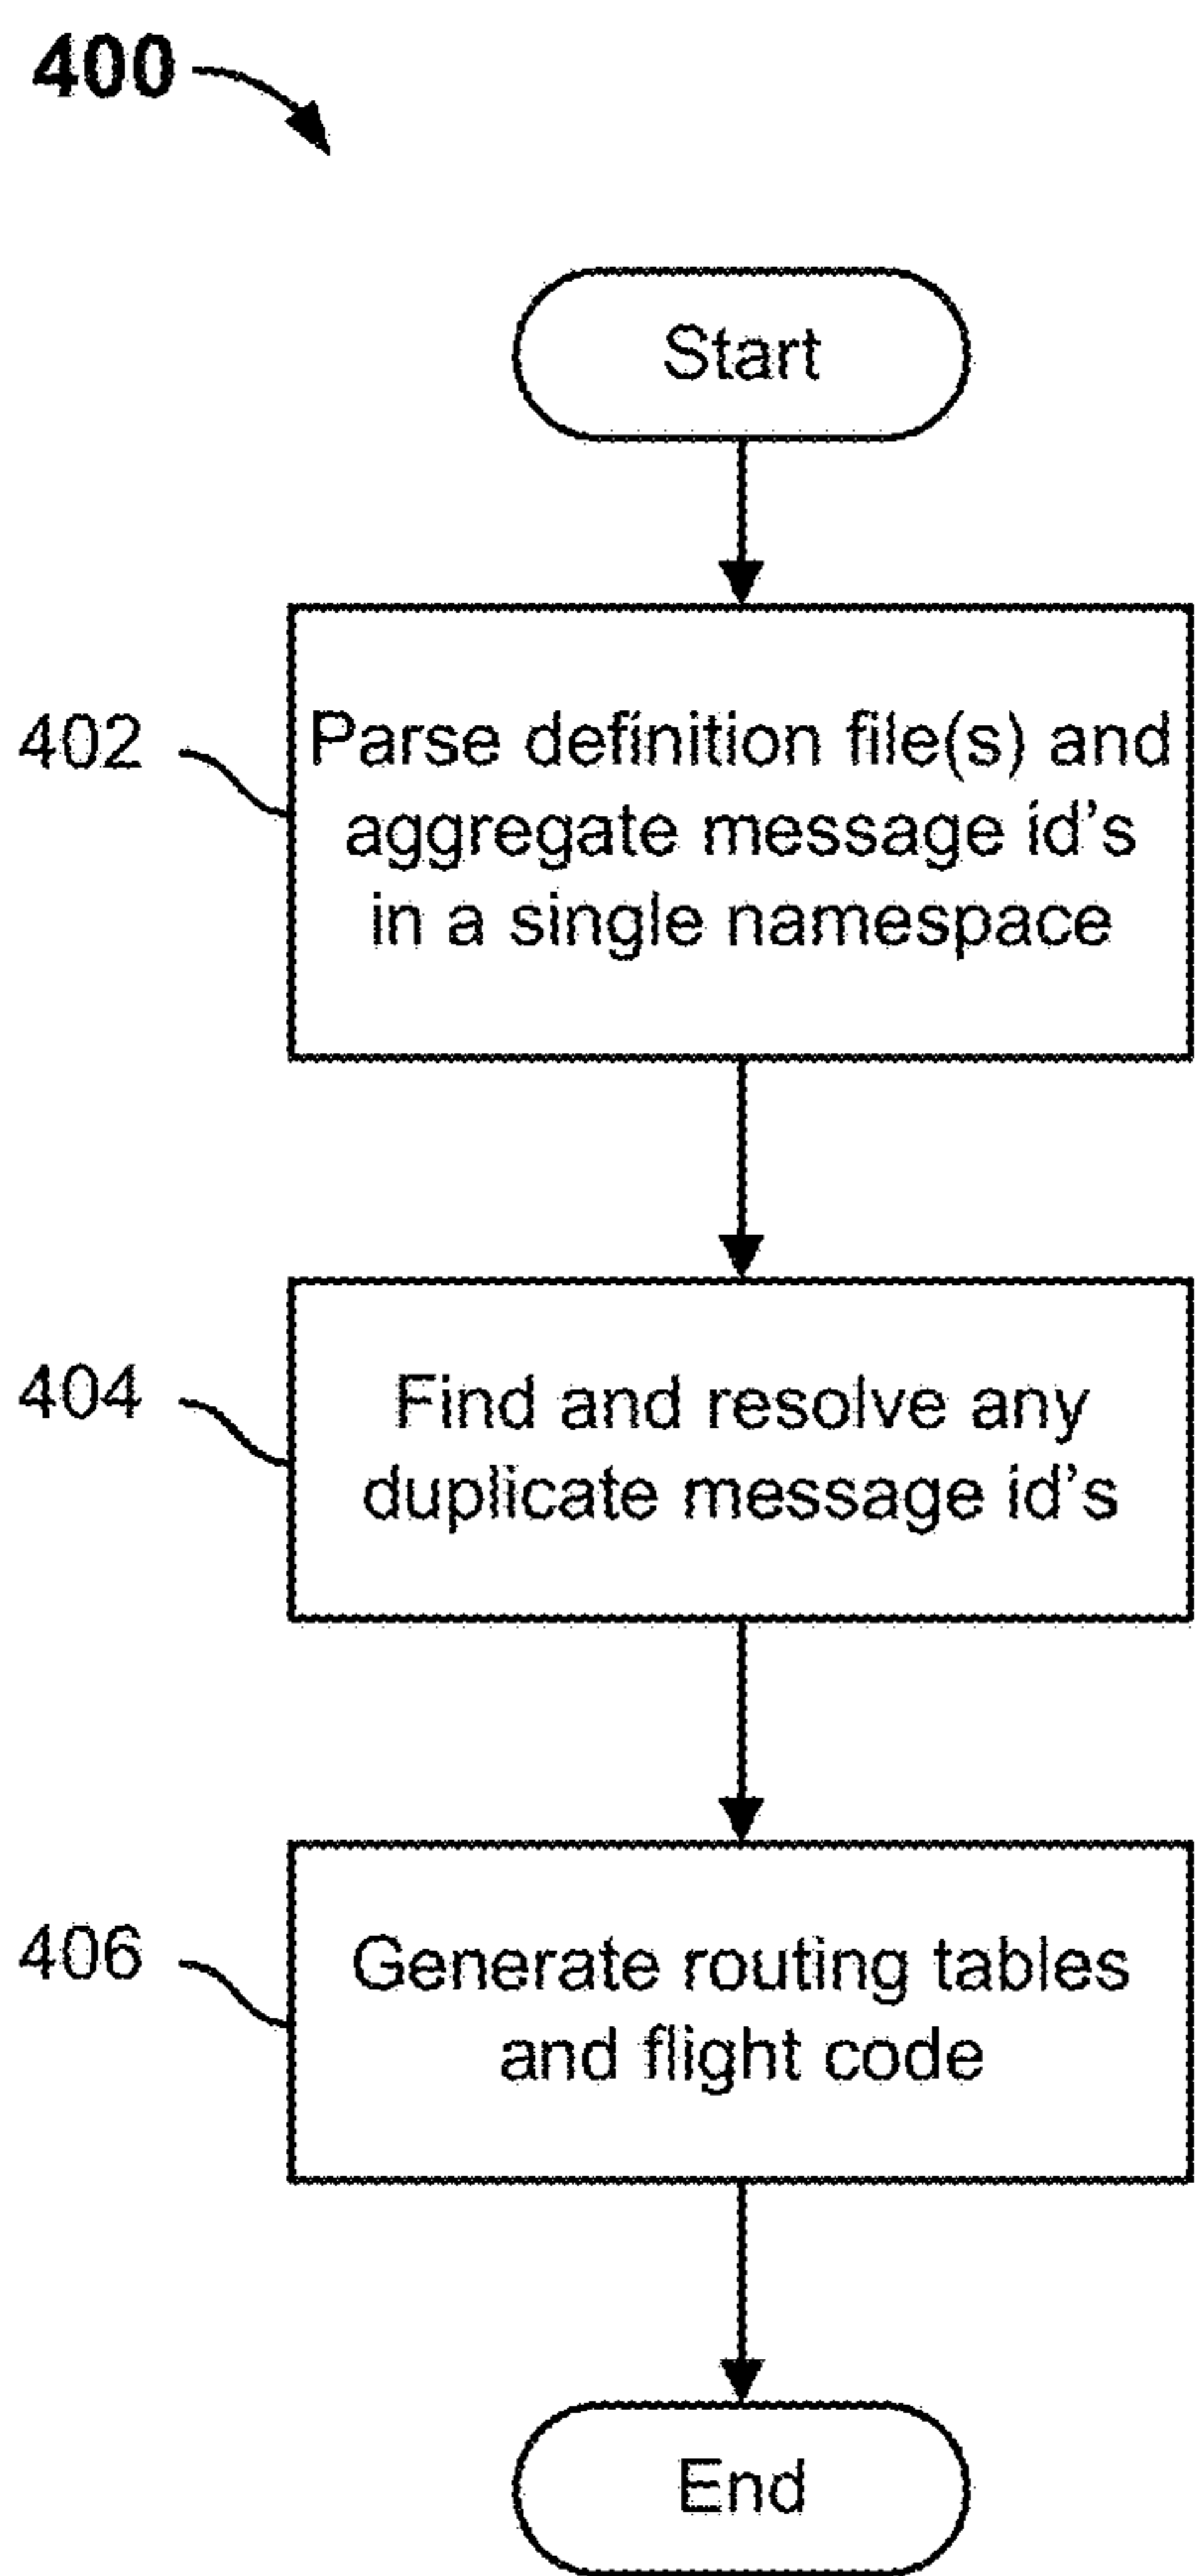 400
Start
402
Parse definition file(s) and
aggregate message id's
in a single namespace
404
Find and resolve any
duplicate message id's
406
Generate routing tables
and flight code
End